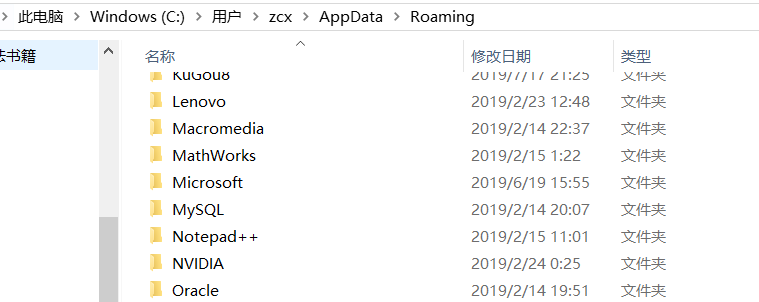 此电脑 > Windows (C:) > 用户 > zcx > AppData > Roaming
法书籍
名称 修改日期 类型
KuGou8 2019/7/17 21:25 文件夹
Lenovo 2019/2/23 12:48 文件夹
Macromedia 2019/2/14 22:37 文件夹
MathWorks 2019/2/15 1:22 文件夹
Microsoft 2019/6/19 15:55 文件夹
MySQL 2019/2/14 20:07 文件夹
Notepad++ 2019/2/15 11:01 文件夹
NVIDIA 2019/2/24 0:25 文件夹
Oracle 2019/2/14 19:51 文件夹